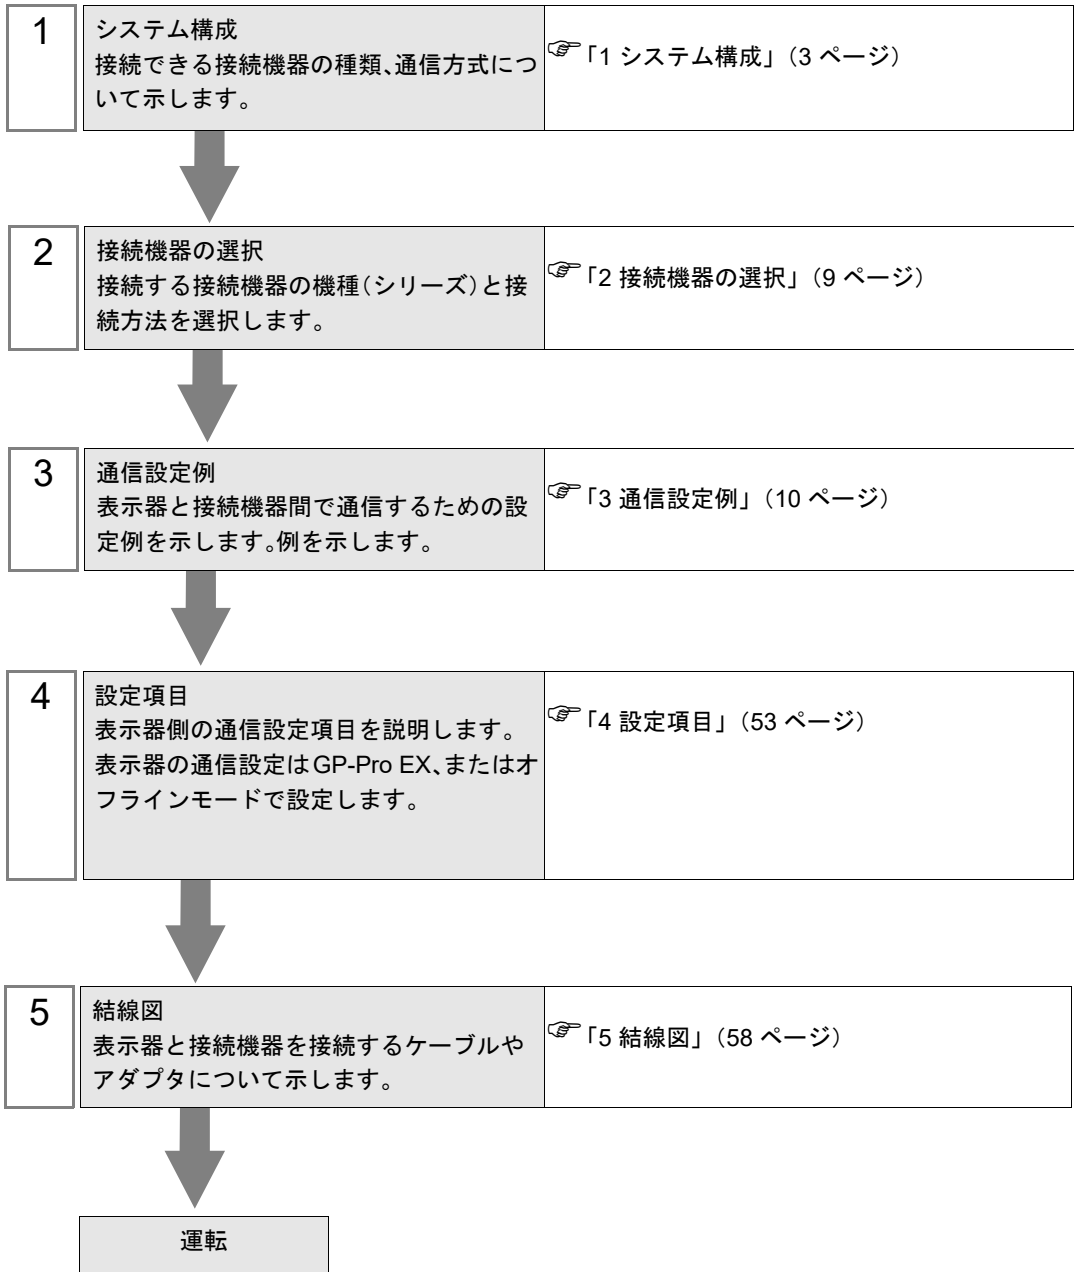 1
システム構成
接続できる接続機器の種類、通信方式につ
いて示します。
「1 システム構成」（3 ページ）
2
接続機器の選択
接続する接続機器の機種（シリーズ）と接
続方法を選択します。
「2 接続機器の選択」（9 ページ）
3
通信設定例
表示器と接続機器間で通信するための設
定例を示します。例を示します。
「3 通信設定例」（10 ページ）
4
設定項目
表示器側の通信設定項目を説明します。
表示器の通信設定はGP-Pro EX、またはオ
フラインモードで設定します。
「4 設定項目」（53 ページ）
5
結線図
表示器と接続機器を接続するケーブルや
アダプタについて示します。
「5 結線図」（58 ページ）
運転